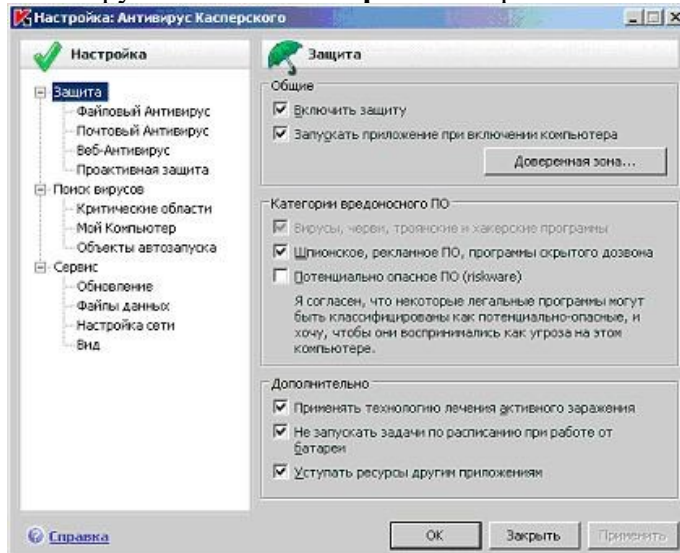 Настройка: Антивирус Касперского
Настройка
Защита
Защита
Файловый Антивирус
Почтовый Антивирус
Веб-Антивирус
Проактивная защита
Поиск вирусов
Критические области
Мой Компьютер
Объекты автозапуска
Сервис
Обновление
Файлы данных
Настройка сети
Вид
Общие
Включить защиту
Запускать приложение при включении компьютера
Доверенная зона...
Категории вредоносного ПО
Вирусы, черви, троянские и хакерские программы
Шпионское, рекламное ПО, программы скрытого дозвона
Потенциально опасное ПО (riskware)
Я согласен, что некоторые легальные программы могут
быть классифицированы как потенциально-опасные, и
хочу, чтобы они воспринимались как угроза на этом
компьютере.
Дополнительно
Применять технологию лечения активного заражения
Не запускать задачи по расписанию при работе от
батареи
Уступать ресурсы другим приложениям
Справка
ОК
Закрыть
Применить